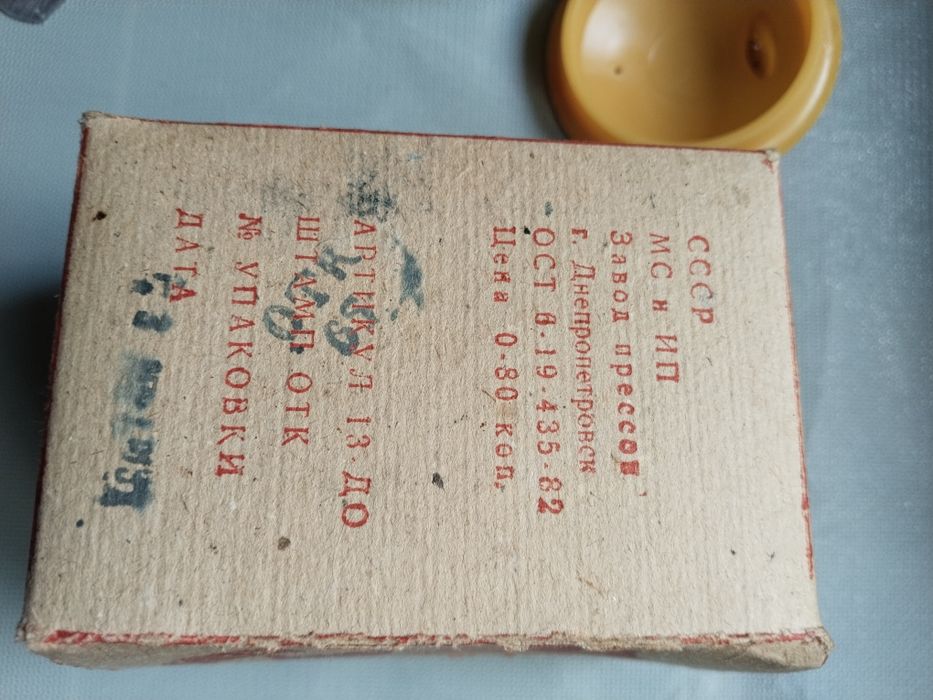 СССР
МС и ИП
Завод прессов
г. Днепропетровск
ОСТ 6-19-435-82
Цена 0-80 коп.
АРТИКУЛ 13-ДО
ШТАМП ОТК
№ УПАКОВКИ
ДАТА